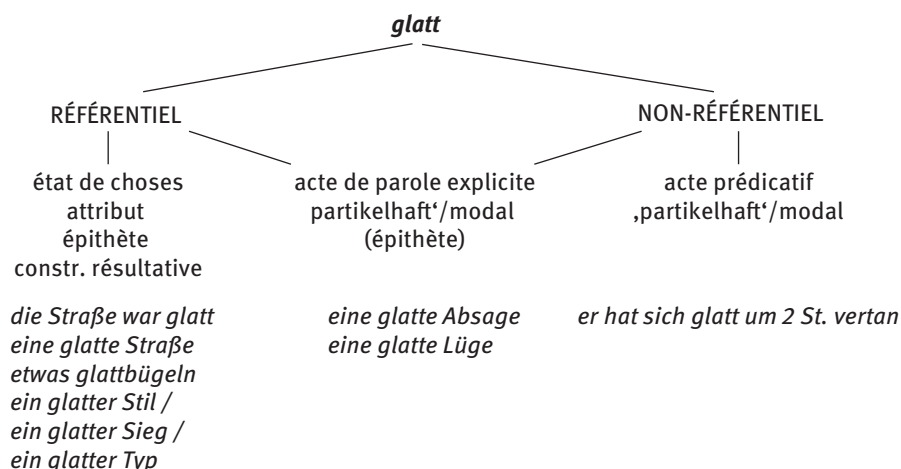 glatt
RÉFÉRENTIEL
NON-RÉFÉRENTIEL
état de choses
attribut
épithète
constr. résultative
acte de parole explicite
partikelhaft‘/modal
(épithète)
acte prédicatif
‚partikelhaft‘/modal
die Straße war glatt
eine glatte Straße
etwas glattbügeln
ein glatter Stil /
ein glatter Sieg /
ein glatter Typ
eine glatte Absage
eine glatte Lüge
er hat sich glatt um 2 St. vertan